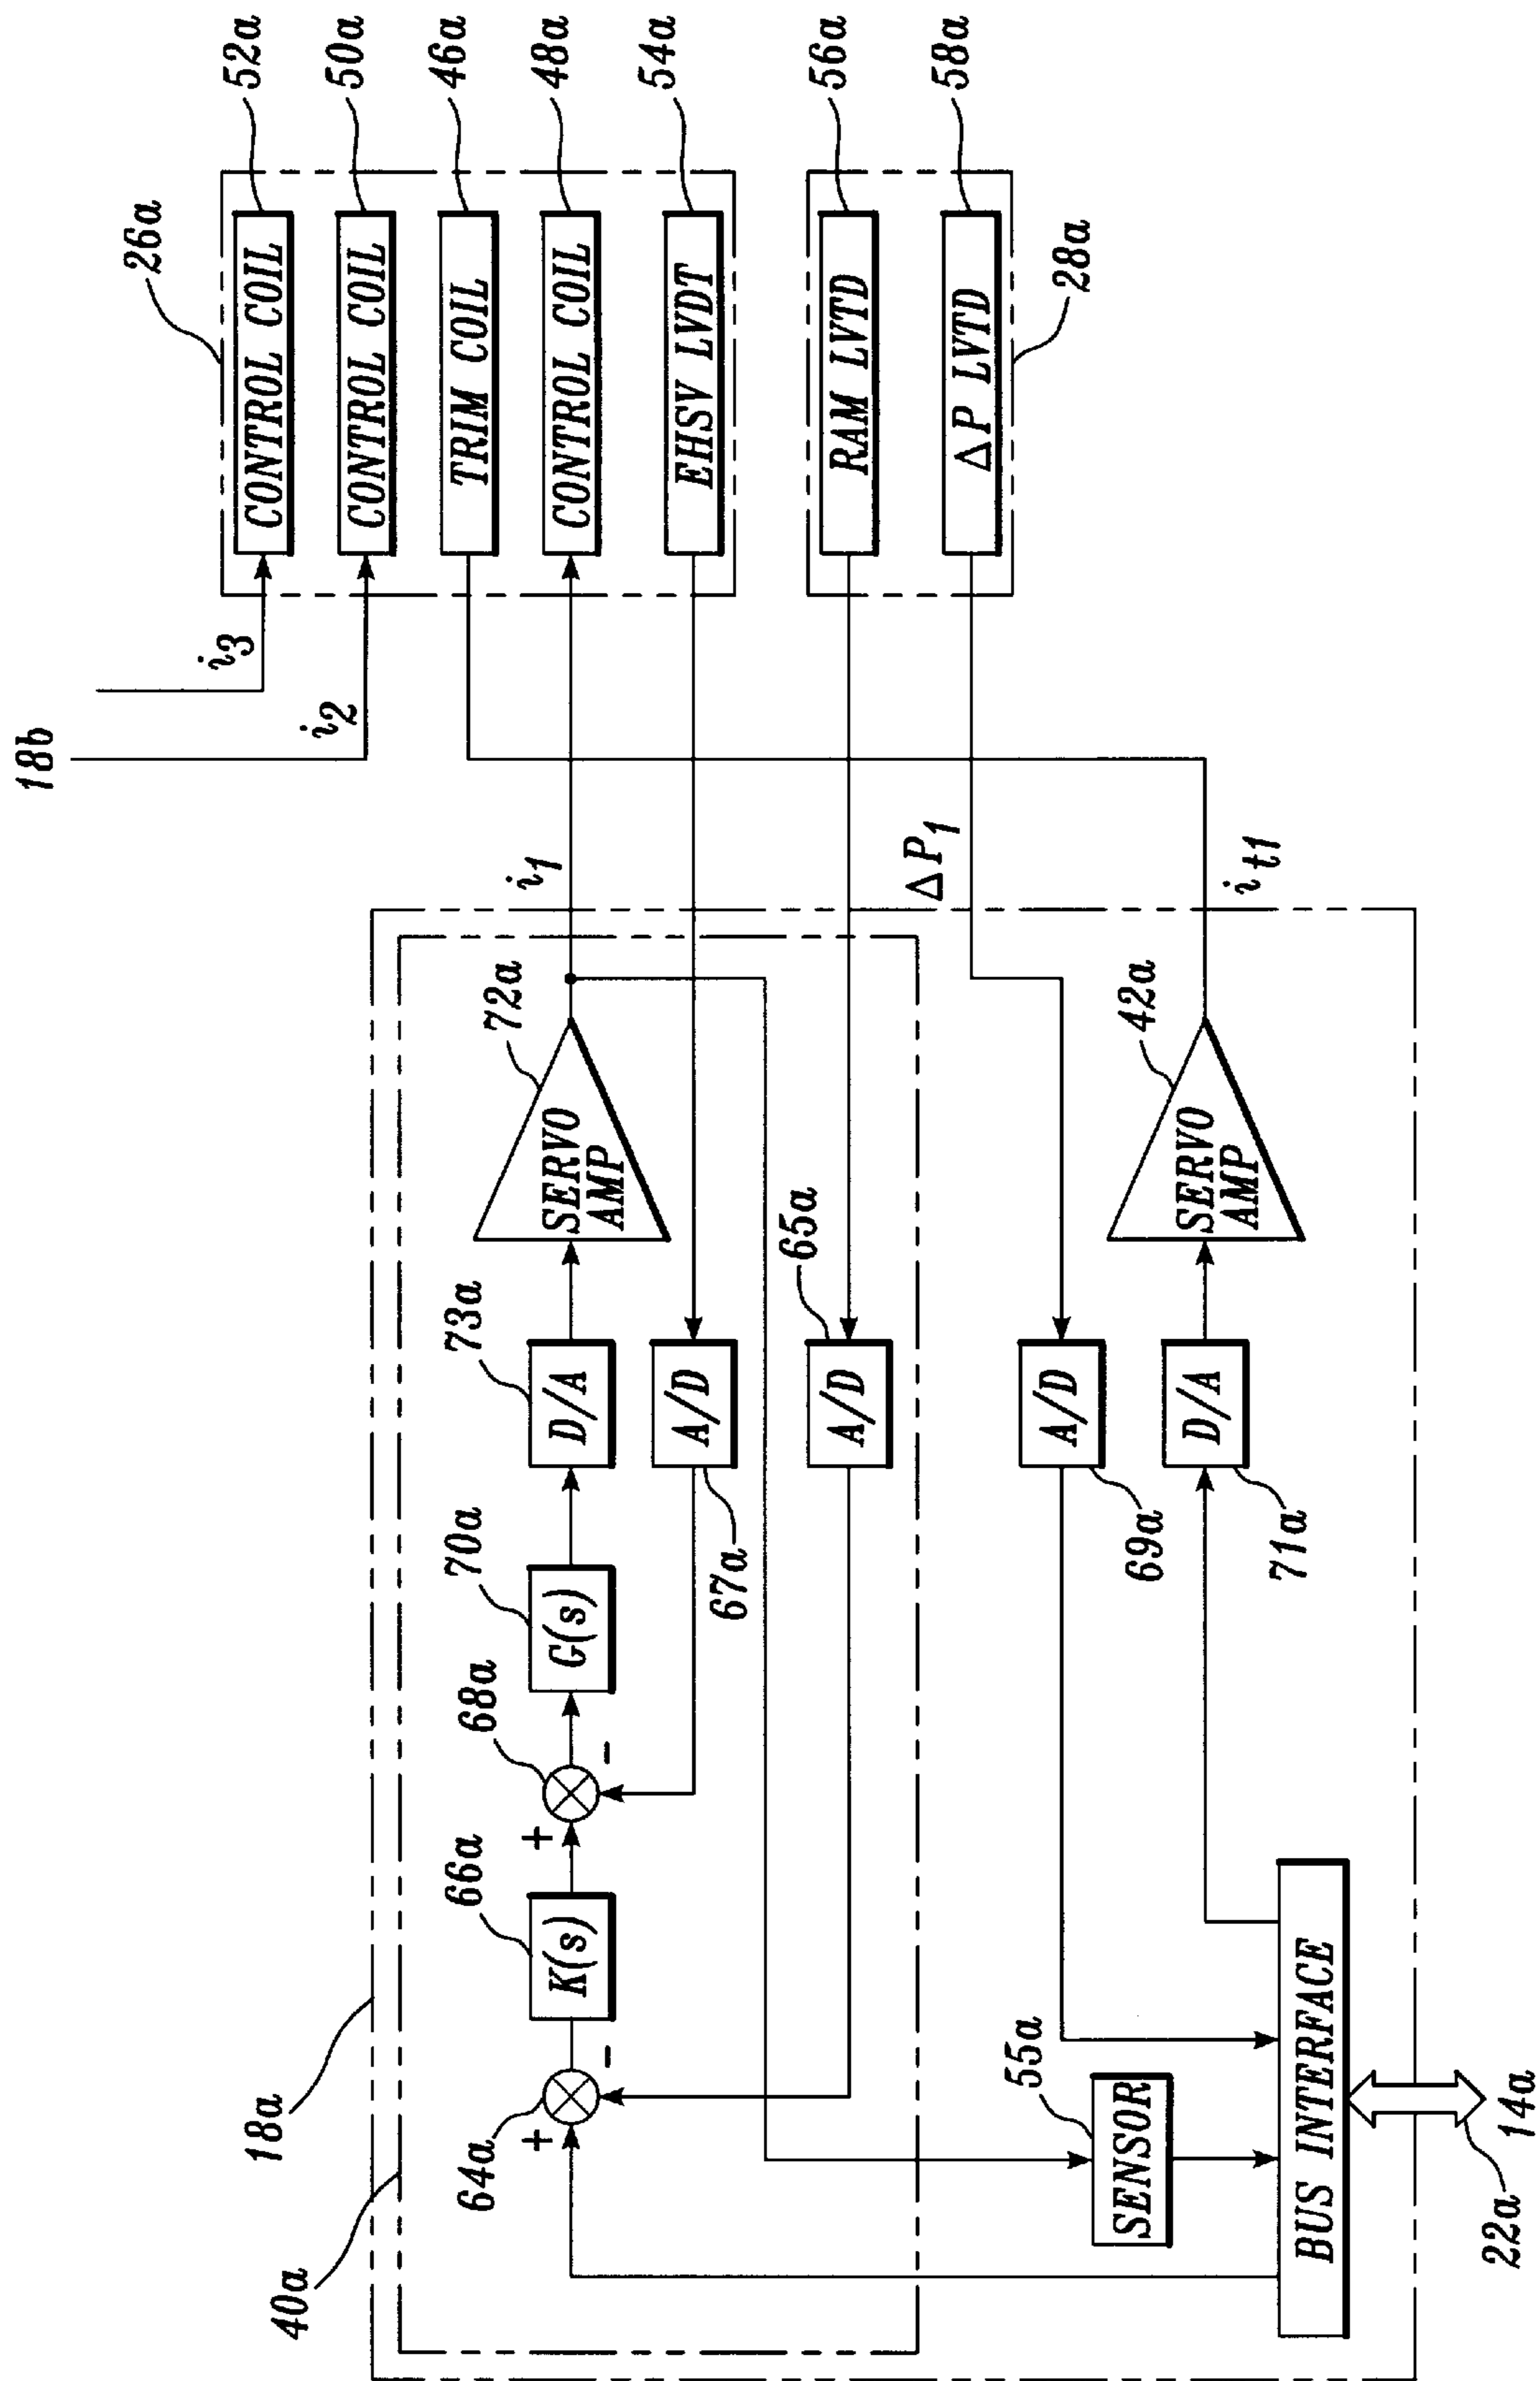 18b
i3
i2
26a
CONTROL COIL
52a
CONTROL COIL
50a
TRIM COIL
46a
CONTROL COIL
48a
EHSV LVDT
54a
RAM LVTD
56a
ΔP LVTD
58a
28a
18a
40a
64a
+
-
66a
K(s)
+
68a
-
70a
G(s)
73a
D/A
72a
SERVO
AMP
i1
A/D
67a
A/D
65a
ΔP1
55a
SENSOR
A/D
69a
D/A
71a
42a
SERVO
AMP
it1
BUS INTERFACE
22a
14a